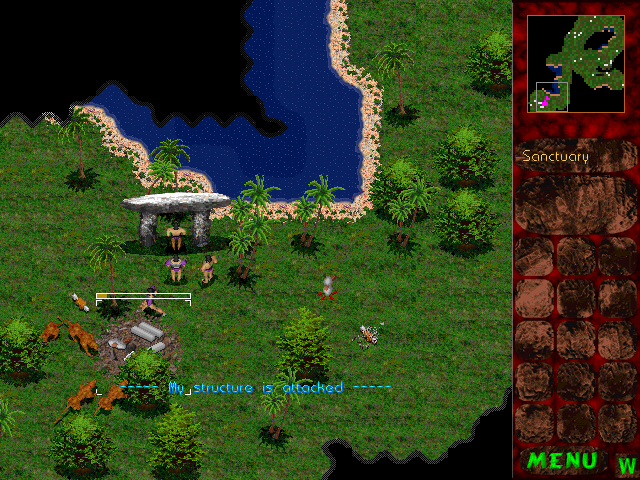 Sanctuary
----- My structure is attacked -----
MENU W